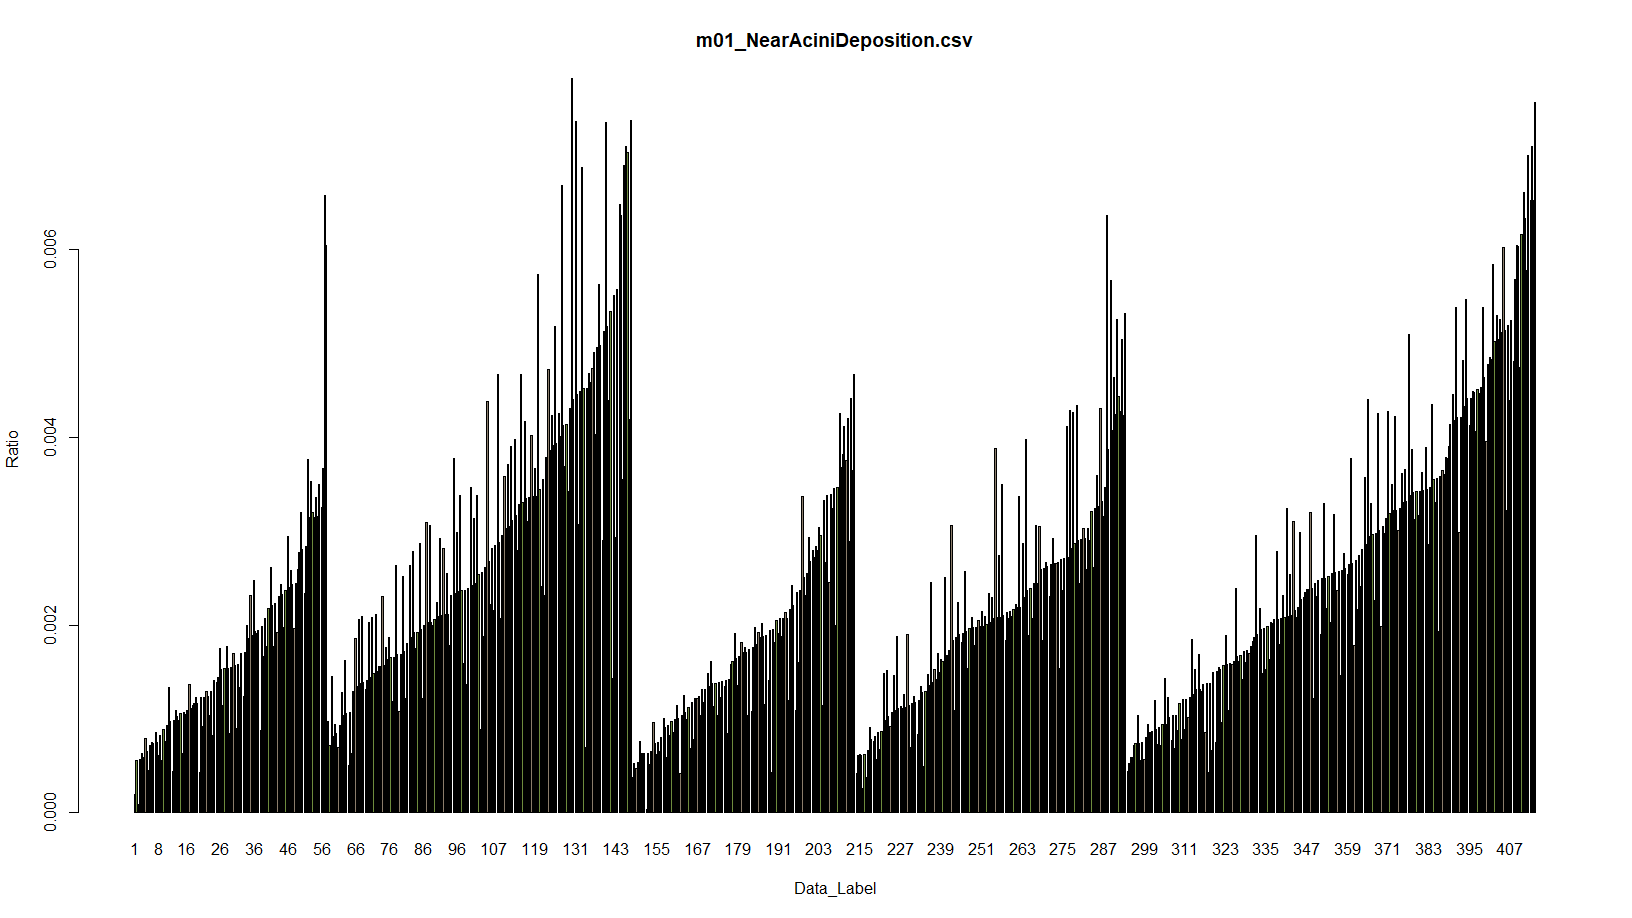 m01_NearAciniDeposition.csv
Ratio
0.006
0.004
0.002
0.000
1 8 16 26 36 46 56 66 76 86 96 107 119 131 143 155 167 179 191 203 215 227 239 251 263 275 287 299 311 323 335 347 359 371 383 395 407
Data_Label